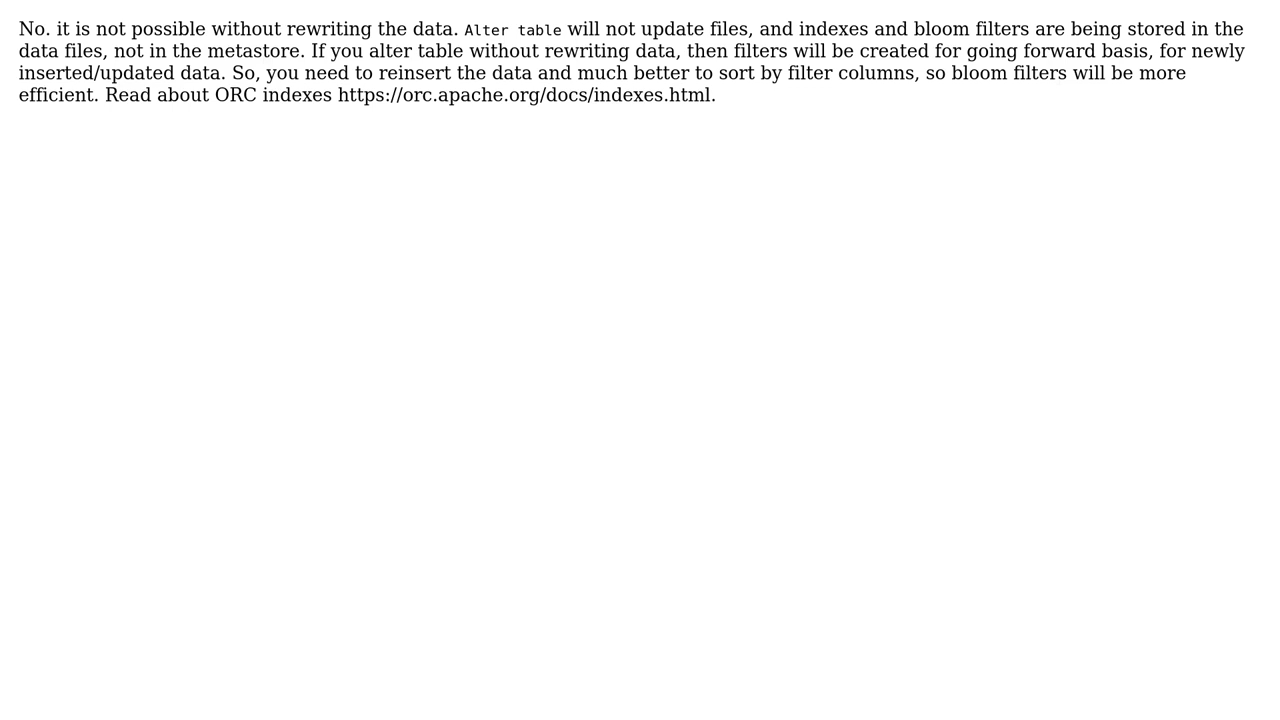 No. it is not possible without rewriting the data. Alter table will not update files, and indexes and bloom filters are being stored in the
data files, not in the metastore. If you alter table without rewriting data, then filters will be created for going forward basis, for newly
inserted/updated data. So, you need to reinsert the data and much better to sort by filter columns, so bloom filters will be more
efficient. Read about ORC indexes https://orc.apache.org/docs/indexes.html.